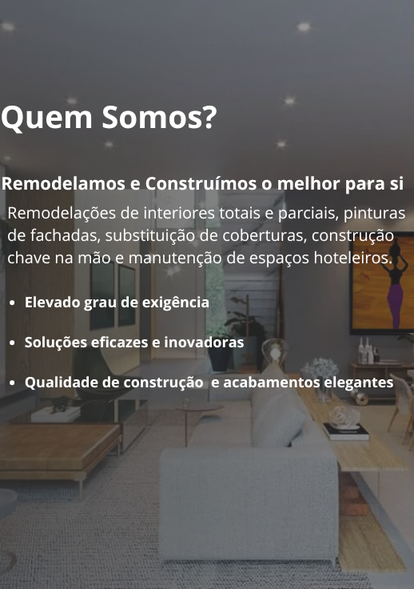 Quem Somos?
Remodelamos e Construímos o melhor para si
Remodelações de interiores totais e parciais, pinturas
de fachadas, substituição de coberturas, construção
chave na mão e manutenção de espaços hoteleiros.
• Elevado grau de exigência
• Soluções eficazes e inovadoras
• Qualidade de construção  e acabamentos elegantes